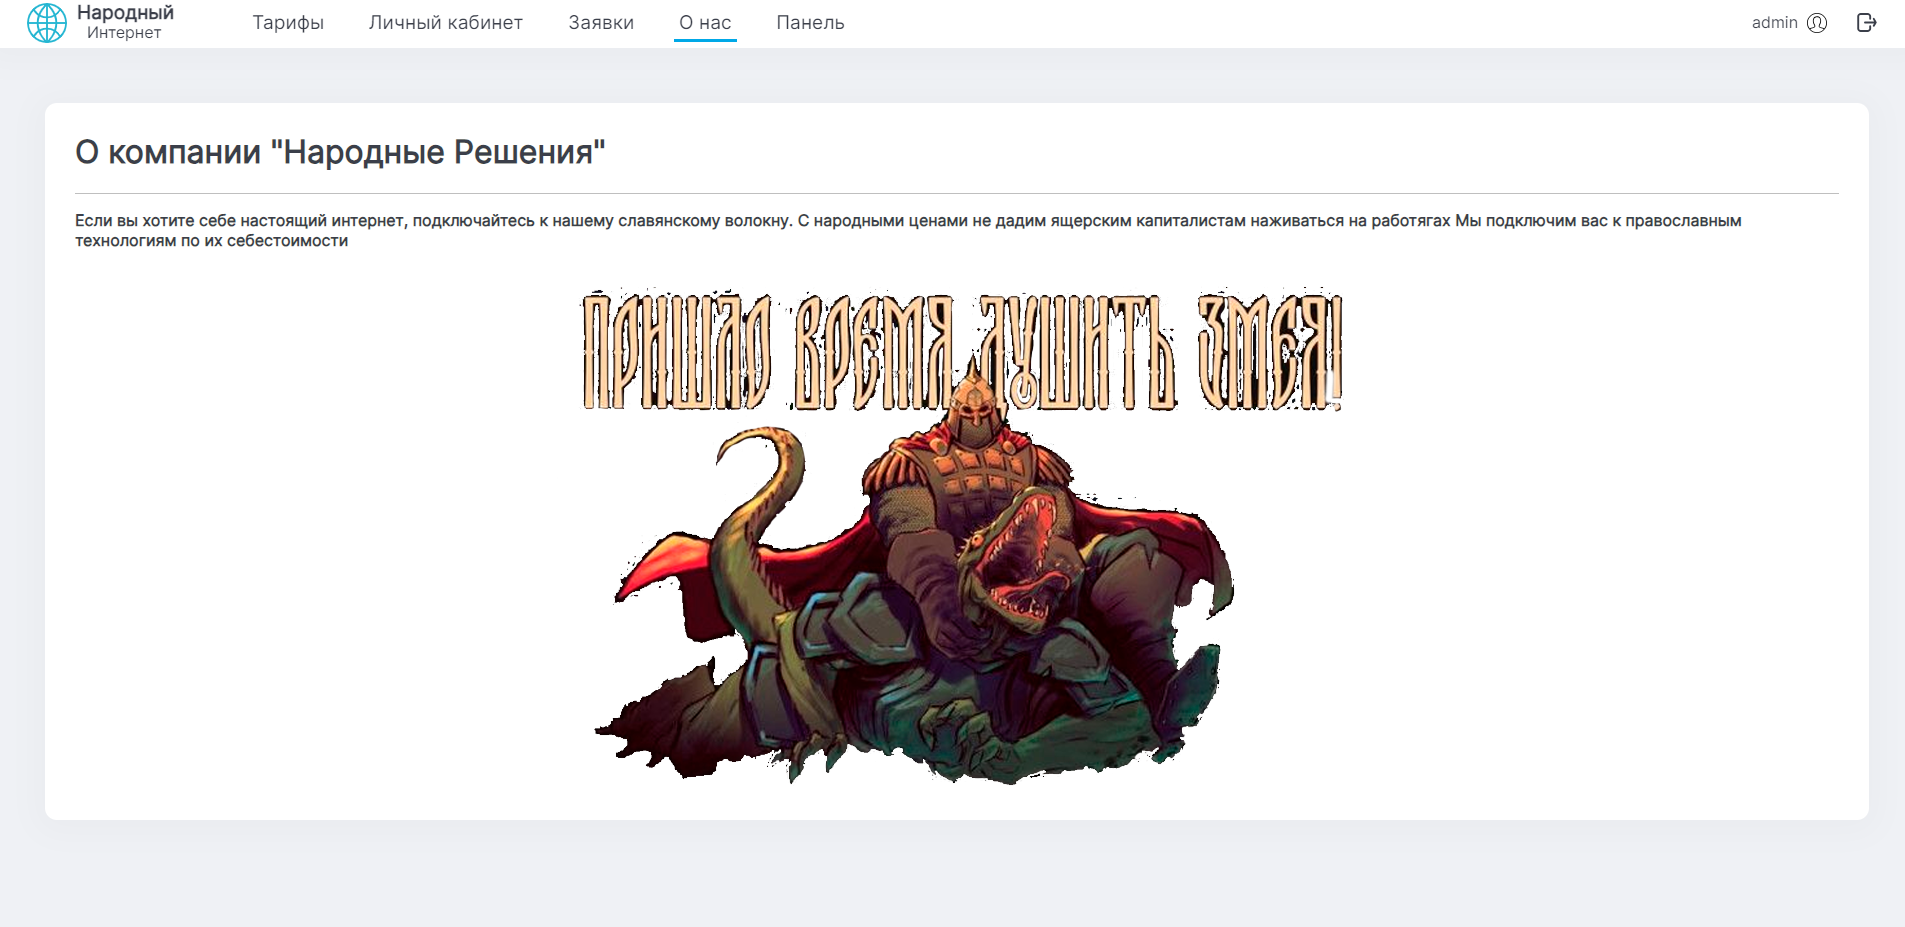 Народный
Интернет
Тарифы Личный кабинет Заявки О нас Панель admin
О компании "Народные Решения"
Если вы хотите себе настоящий интернет, подключайтесь к нашему славянскому волокну. С народными ценами не дадим ящерским капиталистам наживаться на работягах Мы подключим вас к православным
технологиям по их себестоимости
ПРИШЛО ВРЕМЯ ДУШИТЬ ЗМЕЯ!